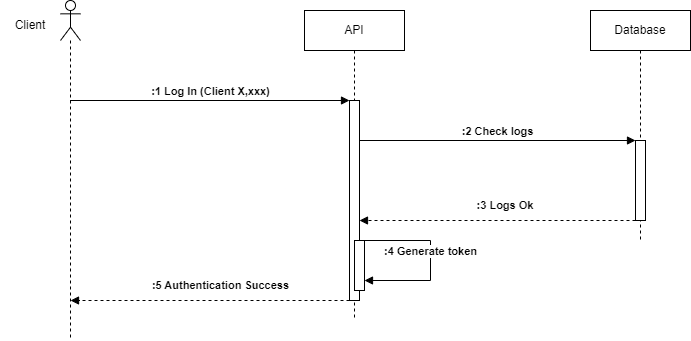 Client
API
Database
:1 Log In (Client X,xxx)
:2 Check logs
:3 Logs Ok
:4 Generate token
:5 Authentication Success